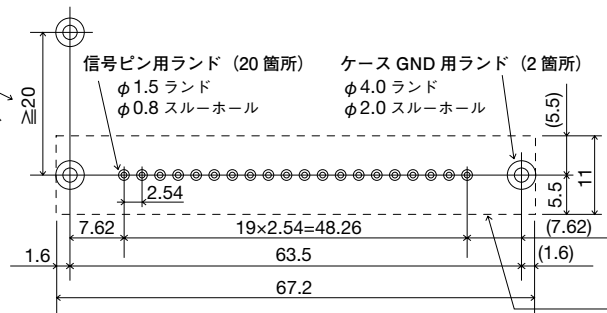 信号ピン用ランド（20 箇所）
φ1.5 ランド
φ0.8 スルーホール
ケース GND 用ランド（2 箇所）
φ4.0 ランド
φ2.0 スルーホール
≧20
(5.5)
11
5.5
2.54
7.62
19×2.54=48.26
(7.62)
1.6
63.5
(1.6)
67.2